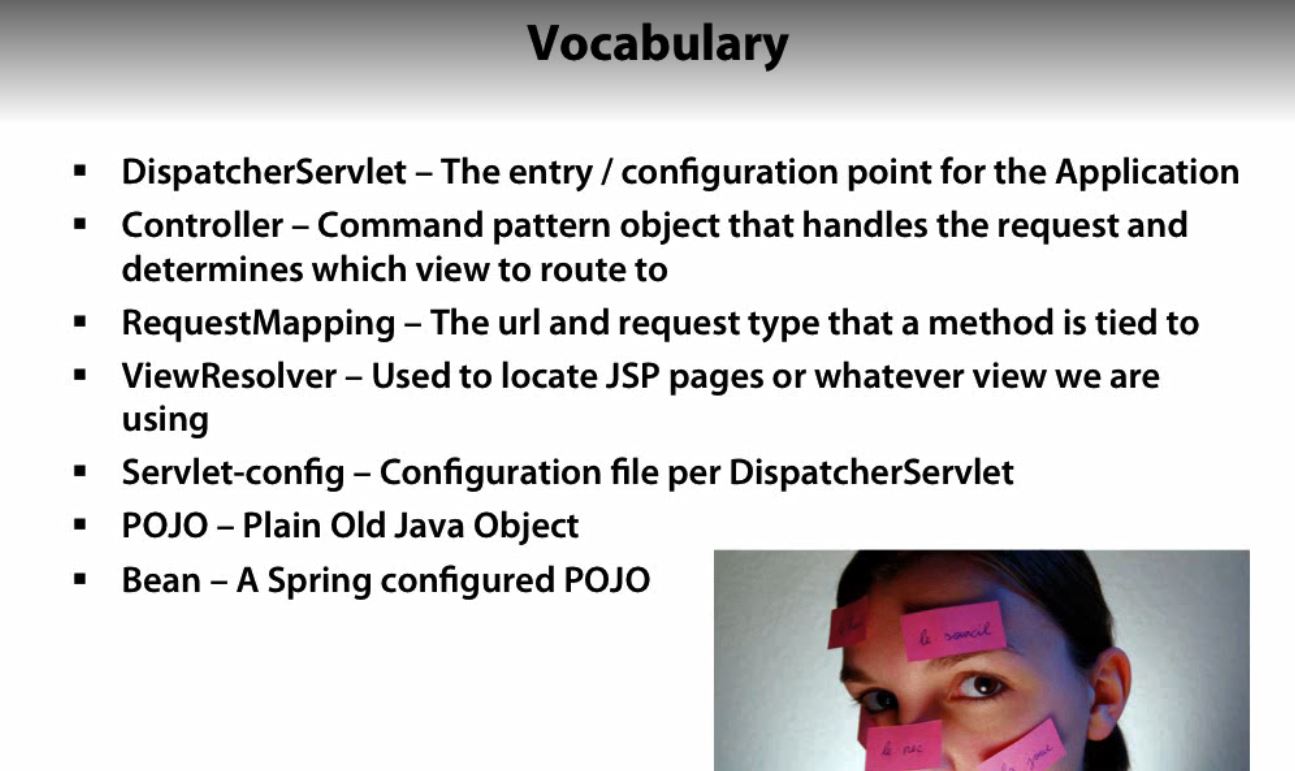 Vocabulary
▪ DispatcherServlet – The entry / configuration point for the Application
▪ Controller – Command pattern object that handles the request and
determines which view to route to
▪ RequestMapping – The url and request type that a method is tied to
▪ ViewResolver – Used to locate JSP pages or whatever view we are
using
▪ Servlet-config – Configuration file per DispatcherServlet
▪ POJO – Plain Old Java Object
▪ Bean – A Spring configured POJO
le sourcil
le nez
la joue